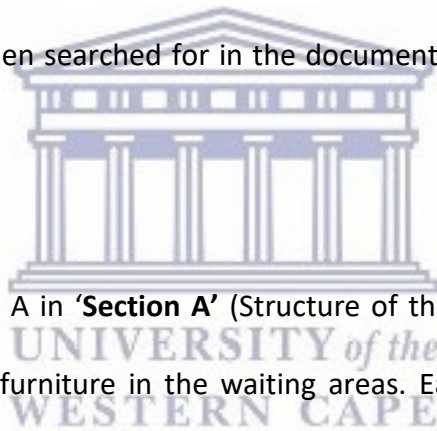 en searched for in the document
A in ‘Section A’ (Structure of th
UNIVERSITY of the
furniture in the waiting areas. Ea
WESTERN CAPE